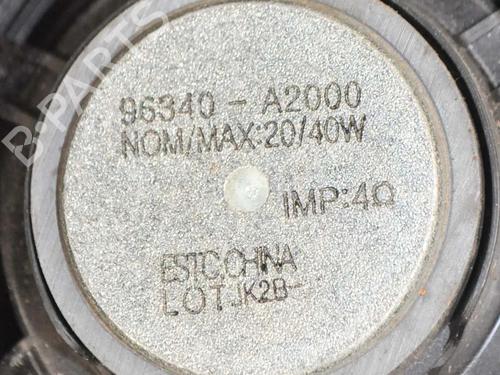 B-PARTS
96340 - A2000
NOM/MAX:20/40W
IMP:4Ω
ESTC,CHINA
LOT.JK2B-